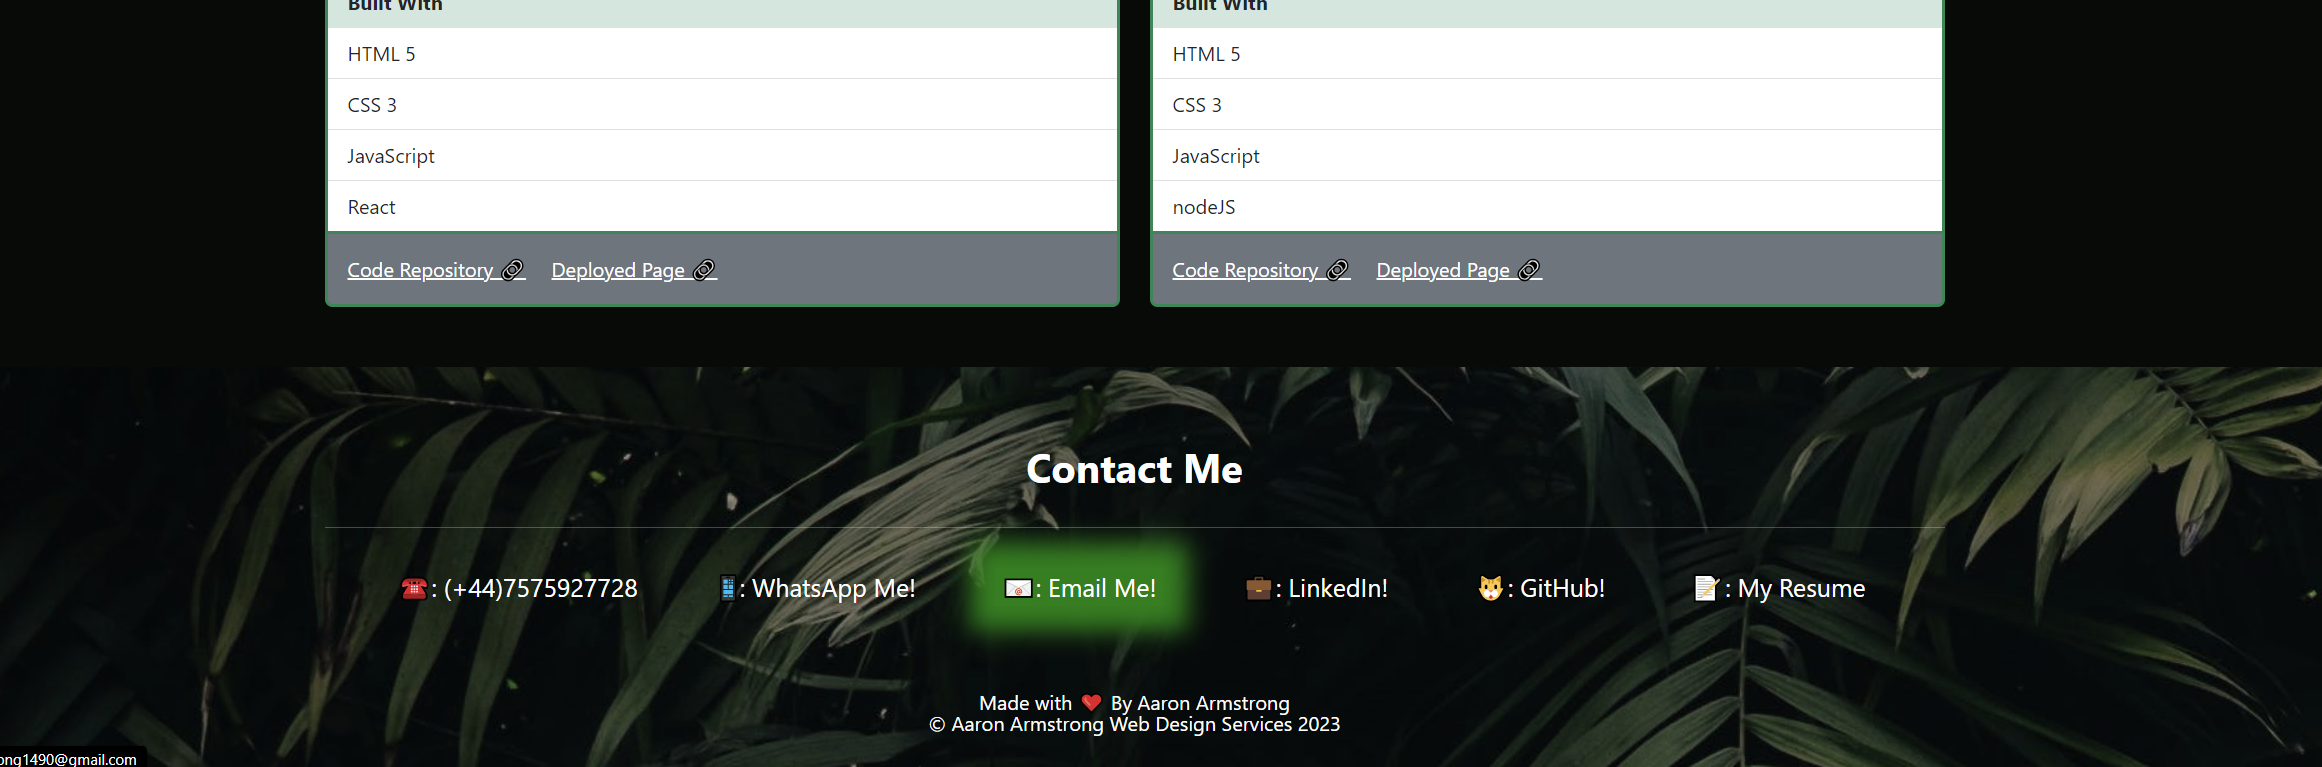 Built With
HTML 5
CSS 3
JavaScript
React
Code Repository Deployed Page
Built With
HTML 5
CSS 3
JavaScript
nodeJS
Code Repository Deployed Page
Contact Me
: (+44)7575927728 : WhatsApp Me! : Email Me! : LinkedIn! : GitHub! : My Resume
Made with ❤️ By Aaron Armstrong
© Aaron Armstrong Web Design Services 2023
ong1490@gmail.com